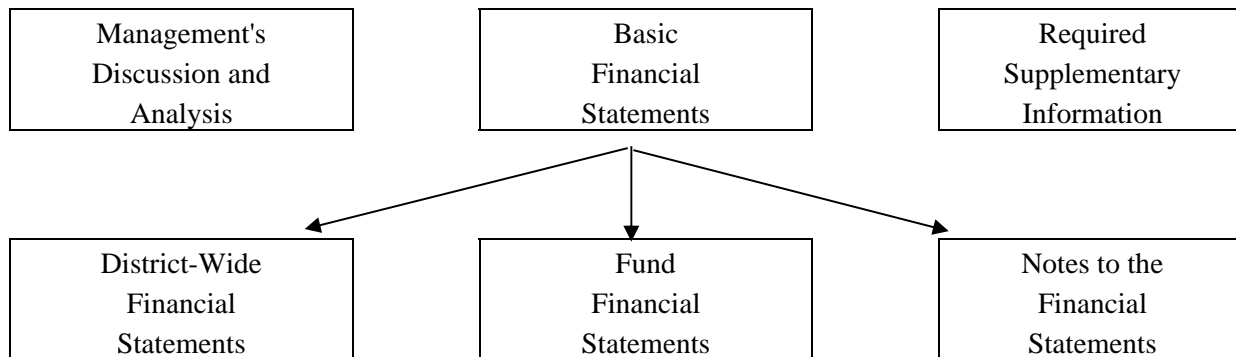 Management's
Discussion and
Analysis
Basic
Financial
Statements
Required
Supplementary
Information
District-Wide
Financial
Statements
Fund
Financial
Statements
Notes to the
Financial
Statements